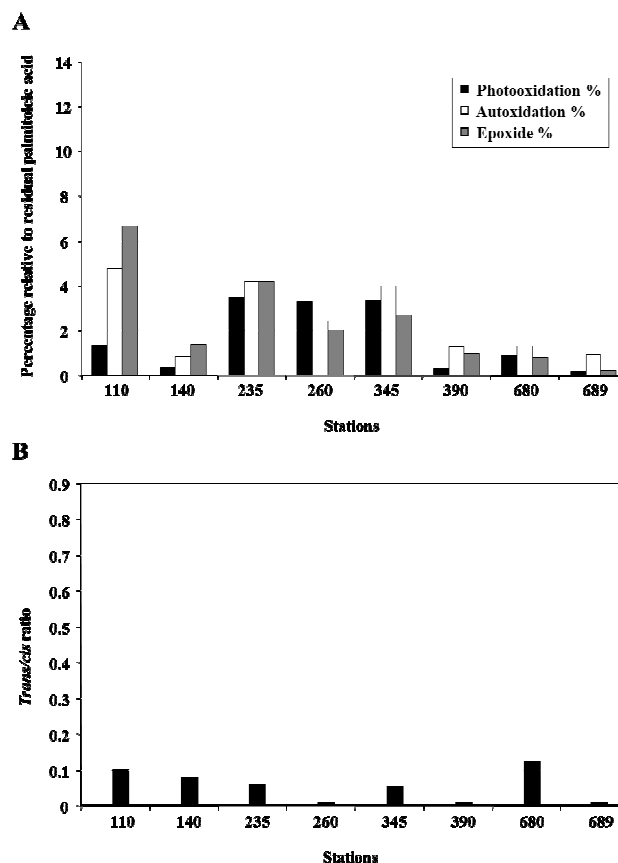 A
Percentage relative to residual palmitoleic acid
14
12
10
8
6
4
2
0
Photooxidation %
Autoxidation %
Epoxide %
110 140 235 260 345 390 680 689
Stations
B
Trans/cis ratio
0.9
0.8
0.7
0.6
0.5
0.4
0.3
0.2
0.1
0
110 140 235 260 345 390 680 689
Stations